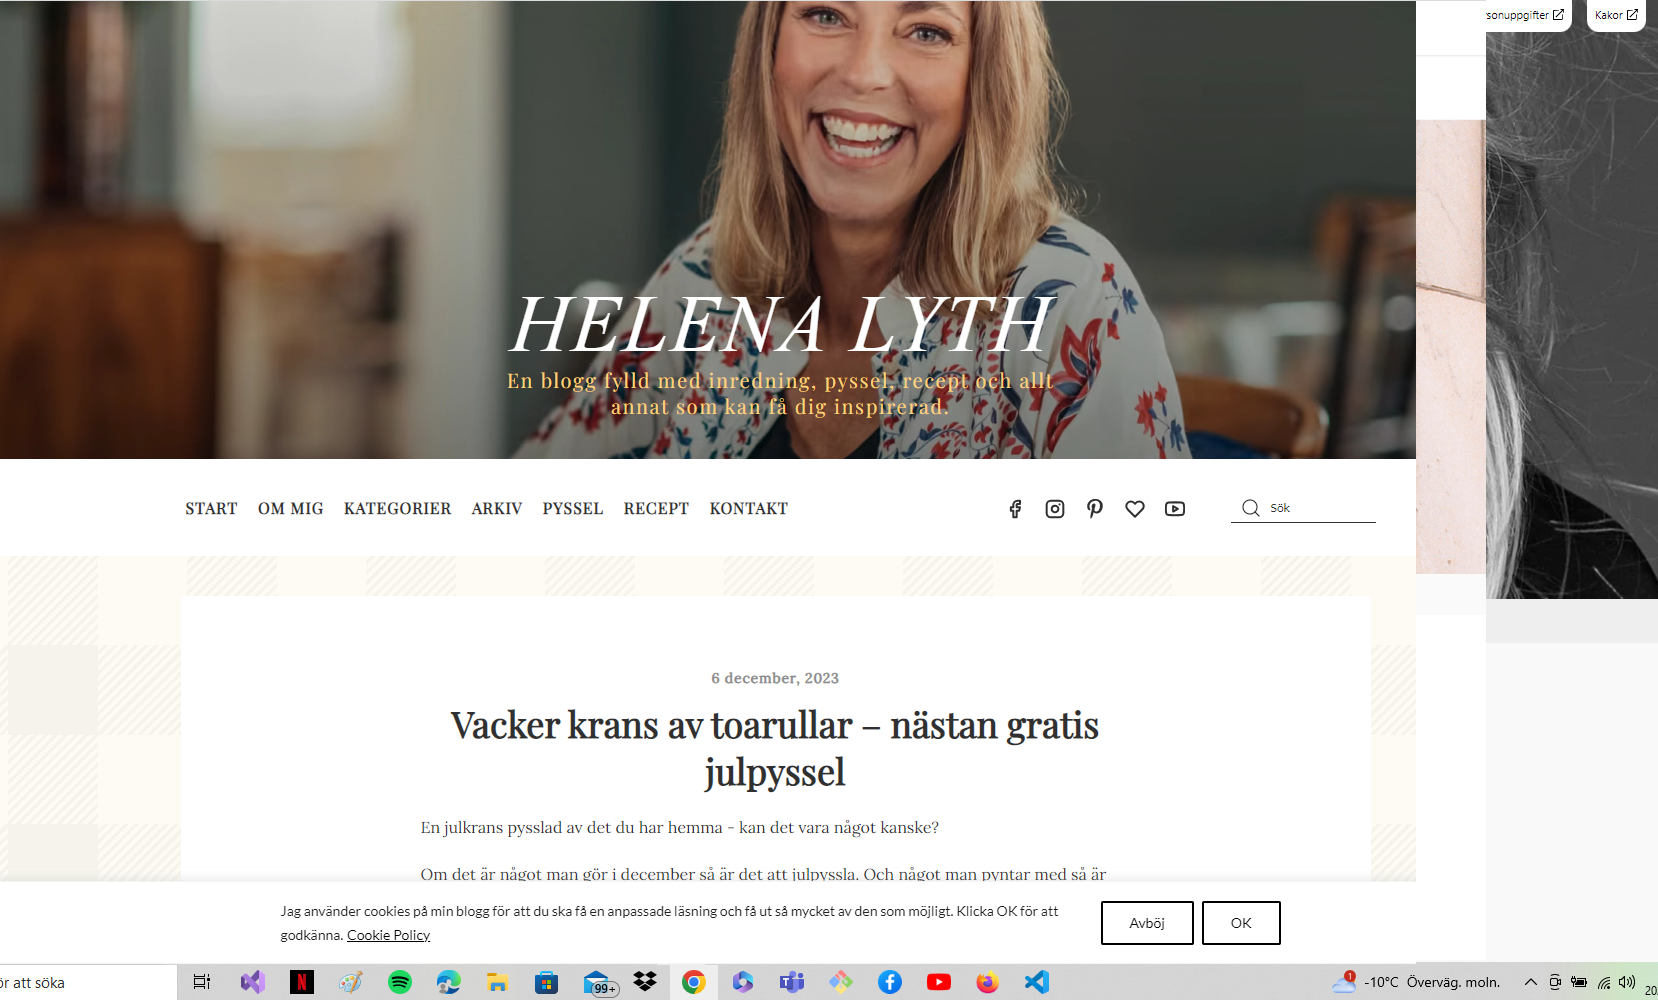 Kakor
HELENA LYTH
En blogg fylld med inredning, pyssel, recept och allt
annat som kan få dig inspirerad.
START OM MIG KATEGORIER ARKIV PYSSEL RECEPT KONTAKT
Sök
6 december, 2023
Vacker krans av toarullar – nästan gratis
julpyssel
En julkrans pysslad av det du har hemma - kan det vara något kanske?
Om det är något man gör i december så är det att julpyssla. Och något man pyntar med så är
Jag använder cookies på min blogg för att du ska få en anpassade läsning och få ut så mycket av den som möjligt. Klicka OK för att
godkänna. Cookie Policy
Avböj
OK
att söka
99+
1
-10°C Överväg. moln.
20